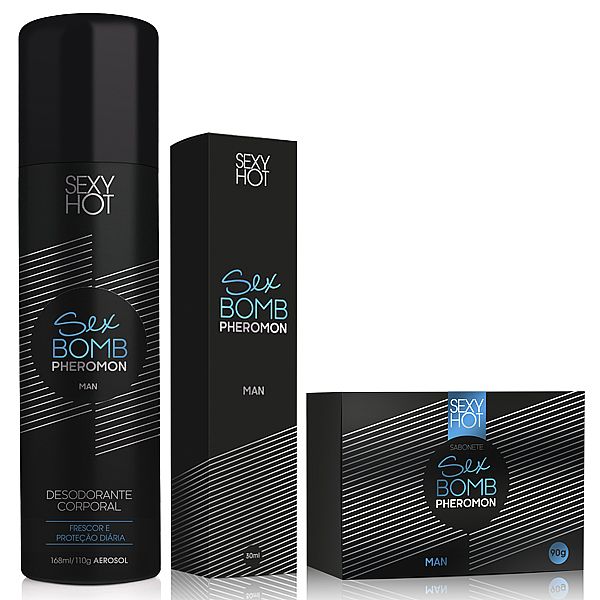 SEXY
HOT
Sex
BOMB
PHEROMON
MAN
DESODORANTE
CORPORAL
FRESCOR E
PROTEÇÃO DIÁRIA
168ml/110g AEROSOL
SEXY
HOT
Sex
BOMB
PHEROMON
MAN
30ml
SEXY
HOT
SABONETE
Sex
BOMB
PHEROMON
MAN
90g